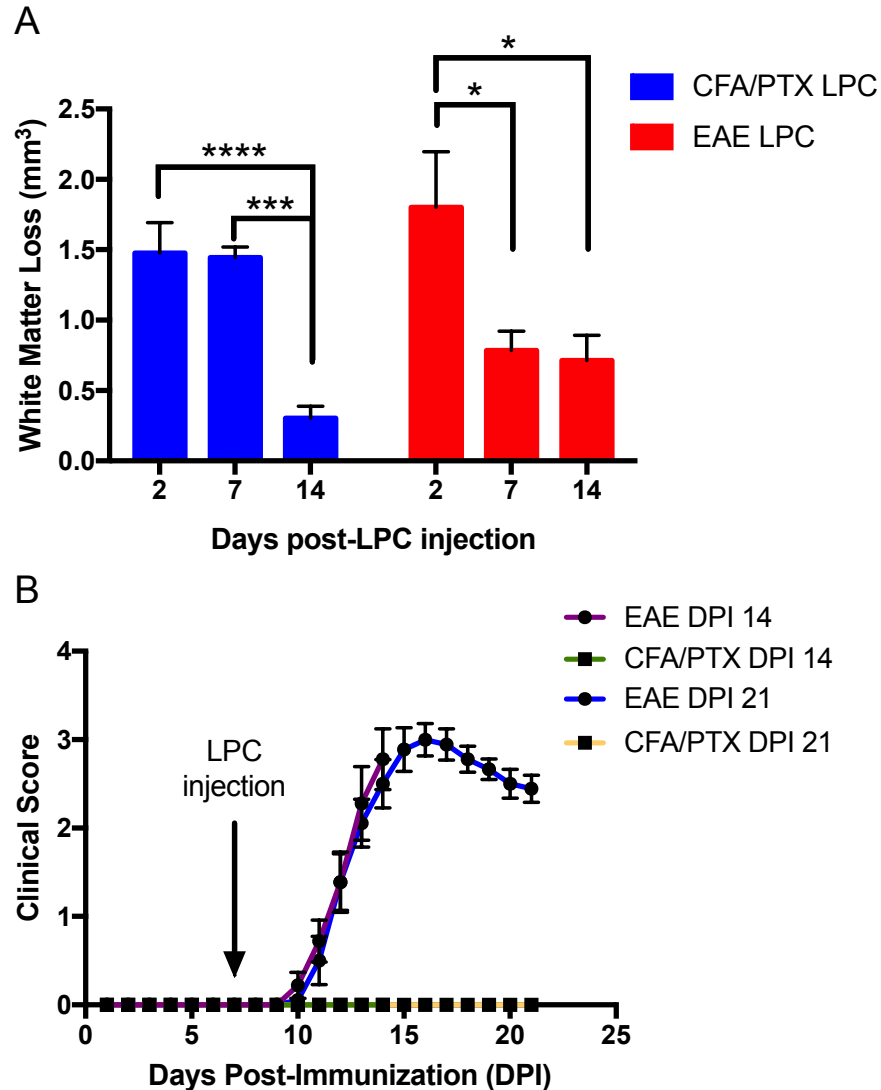 A
*
*
CFA/PTX LPC
EAE LPC
****
***
White Matter Loss (mm³)
2.5
2.0
1.5
1.0
0.5
0.0
2 7 14 2 7 14
Days post-LPC injection
B
EAE DPI 14
CFA/PTX DPI 14
EAE DPI 21
CFA/PTX DPI 21
LPC
injection
Clinical Score
4
3
2
1
0
0 5 10 15 20 25
Days Post-Immunization (DPI)